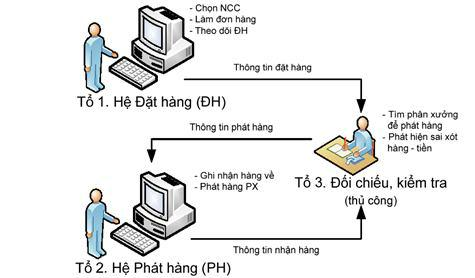 - Chọn NCC
- Làm đơn hàng
- Theo dõi ĐH
Thông tin đặt hàng
Tổ 1. Hệ Đặt hàng (ĐH)
- Tìm phân xưởng
để phát hàng
- Phát hiện sai xót
hàng - tiền
Thông tin phát hàng
- Ghi nhận hàng về
- Phát hàng PX
Tổ 3. Đối chiếu, kiểm tra
(thủ công)
Thông tin nhận hàng
Tổ 2. Hệ Phát hàng (PH)